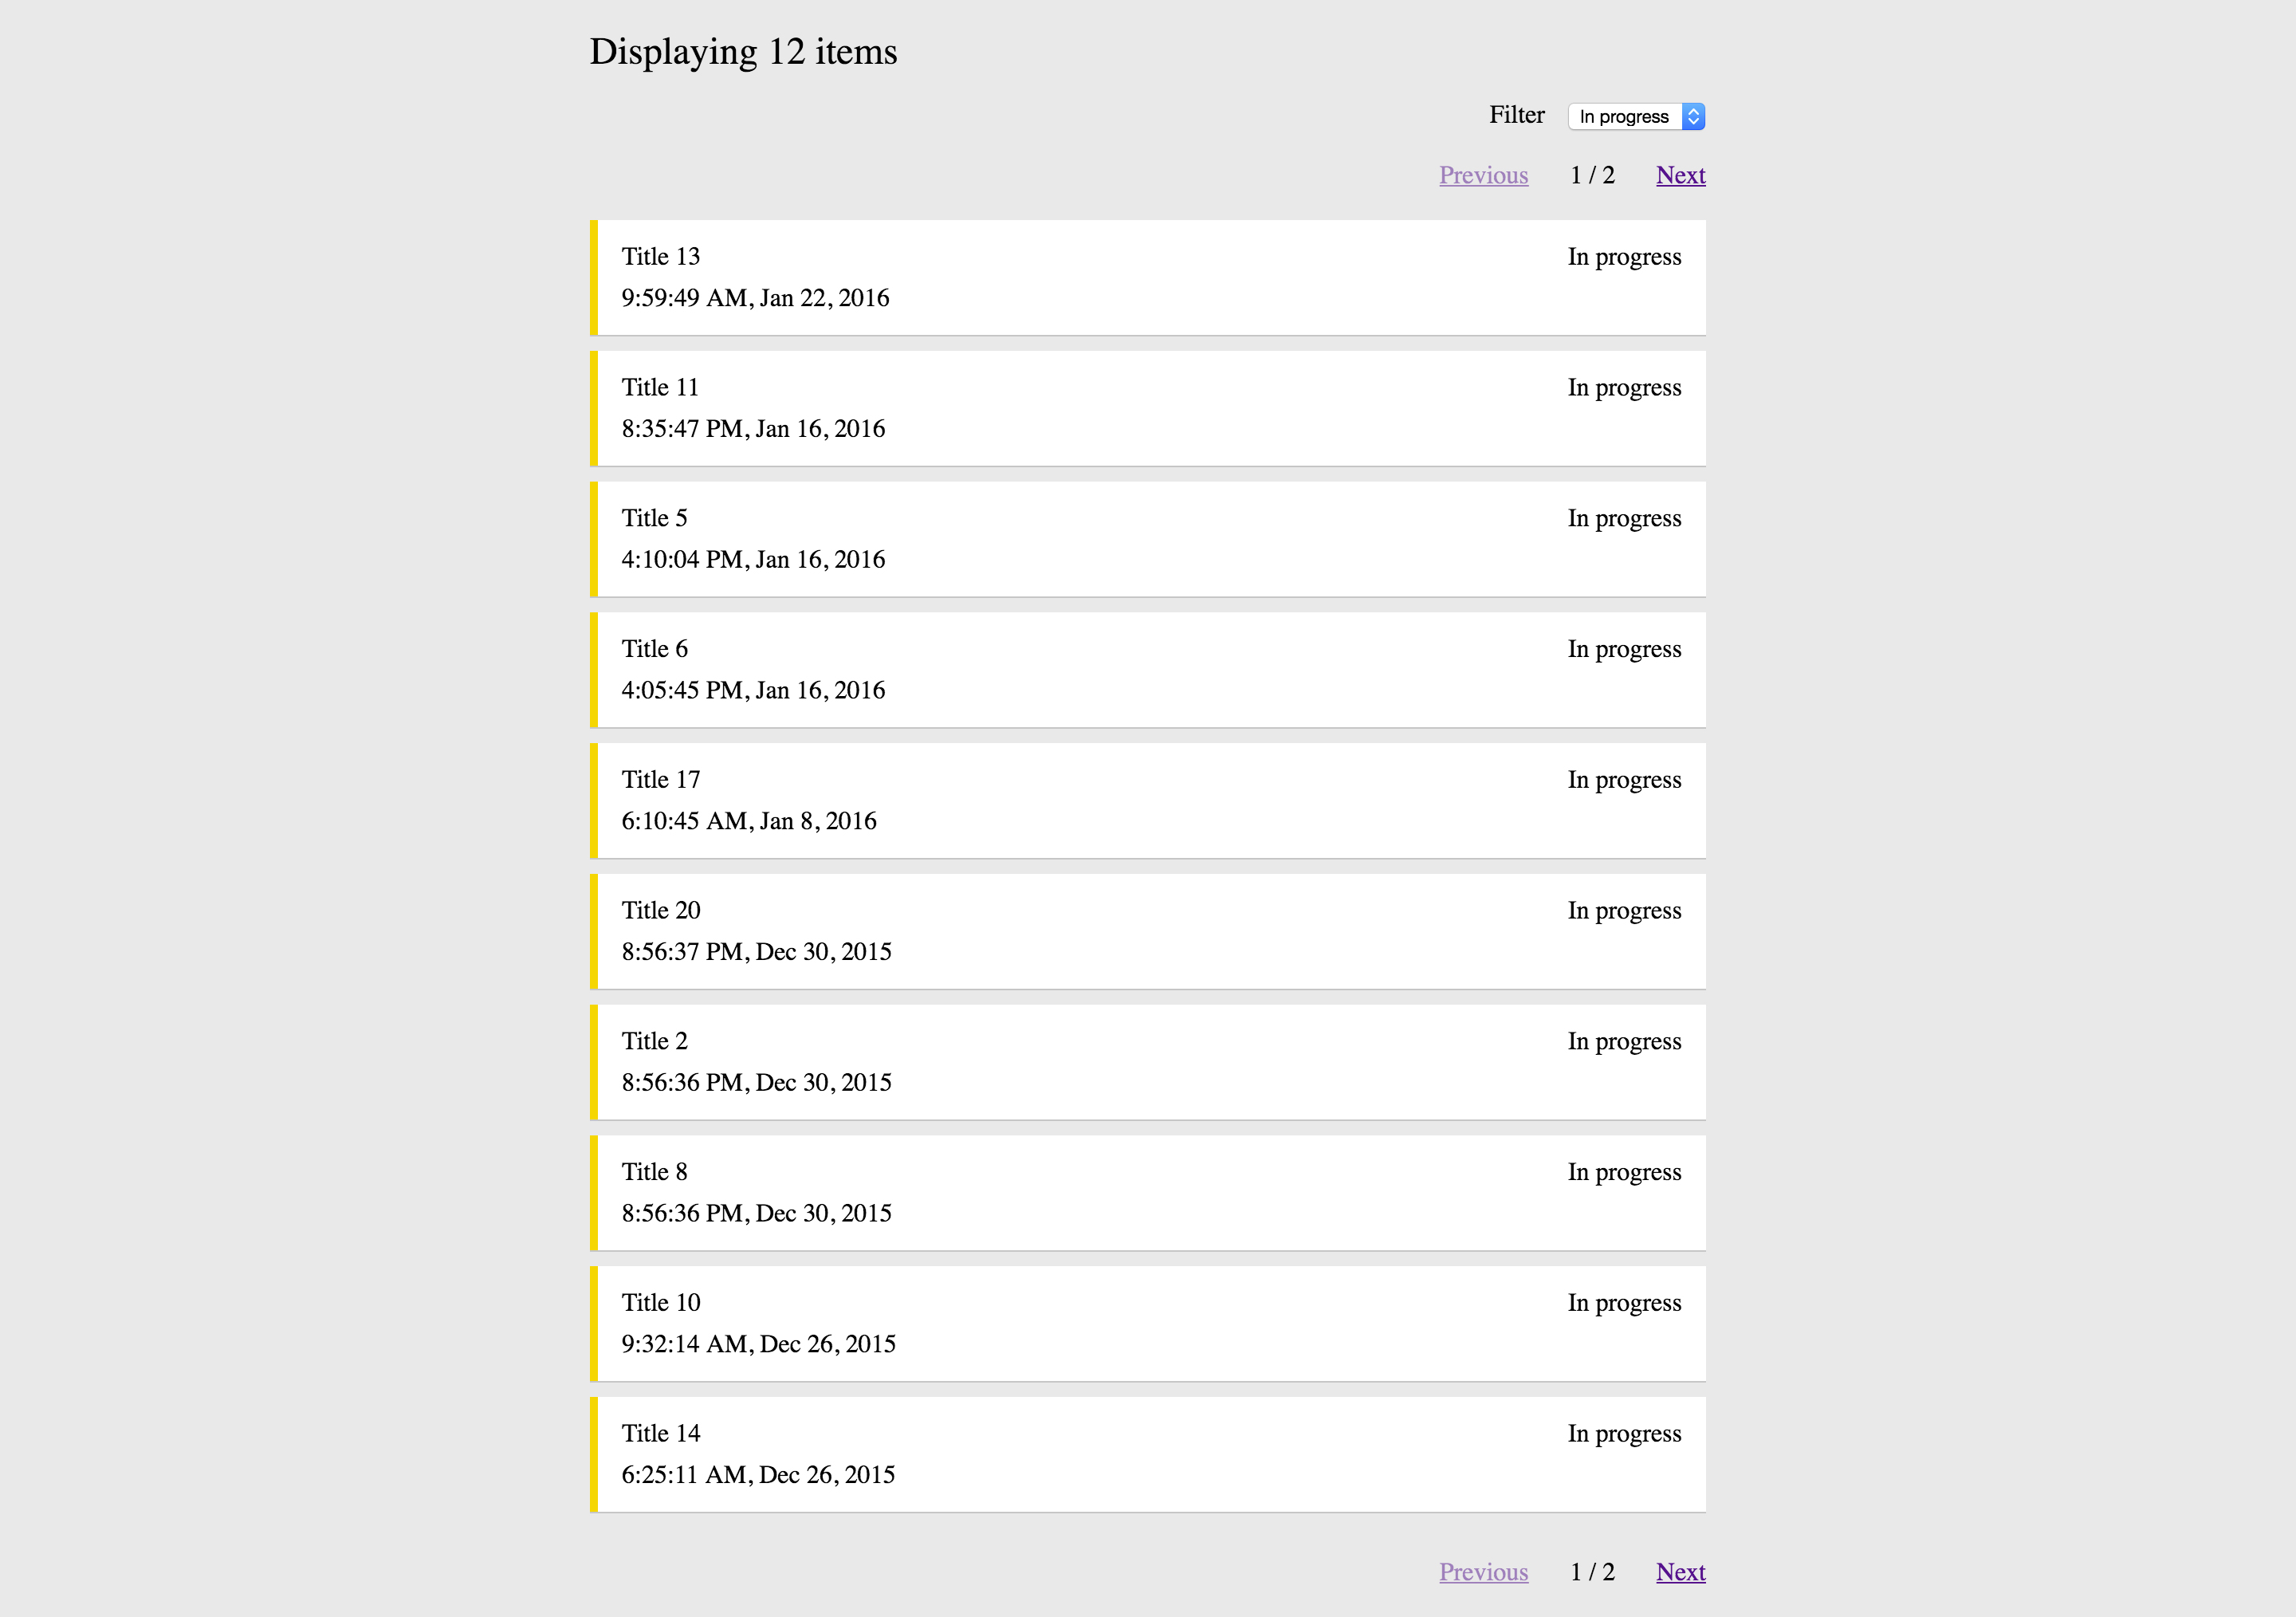 Displaying 12 items
Filter In progress
Previous 1 / 2 Next
Title 13 In progress
9:59:49 AM, Jan 22, 2016
Title 11 In progress
8:35:47 PM, Jan 16, 2016
Title 5 In progress
4:10:04 PM, Jan 16, 2016
Title 6 In progress
4:05:45 PM, Jan 16, 2016
Title 17 In progress
6:10:45 AM, Jan 8, 2016
Title 20 In progress
8:56:37 PM, Dec 30, 2015
Title 2 In progress
8:56:36 PM, Dec 30, 2015
Title 8 In progress
8:56:36 PM, Dec 30, 2015
Title 10 In progress
9:32:14 AM, Dec 26, 2015
Title 14 In progress
6:25:11 AM, Dec 26, 2015
Previous 1 / 2 Next